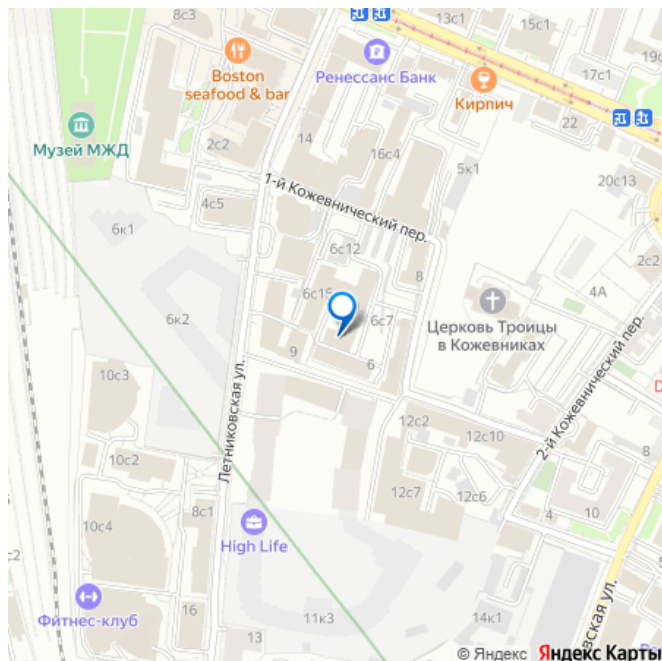 8с3
13с1
15с1
19с
Boston
seafood & bar
Ренессанс Банк
17с1
Кирпич
Музей МЖД
2с2
14
16с4
22
5к1
20с13
4с5
1-й Кожевнический пер.
6к1
6с12
2с2
8
4А
6с15
6с7
Церковь Троицы
в Кожевниках
6к2
9
6
2-й Кожевнический пер.
10с3
Летниковская ул.
12с2
12с10
8
10с2
12с7
12с6
4
10
10с4
8с1
High Life
с2
Фитнес-клуб
16
11к3
14к1
13
вская ул.
© Яндекс Яндекс Карты